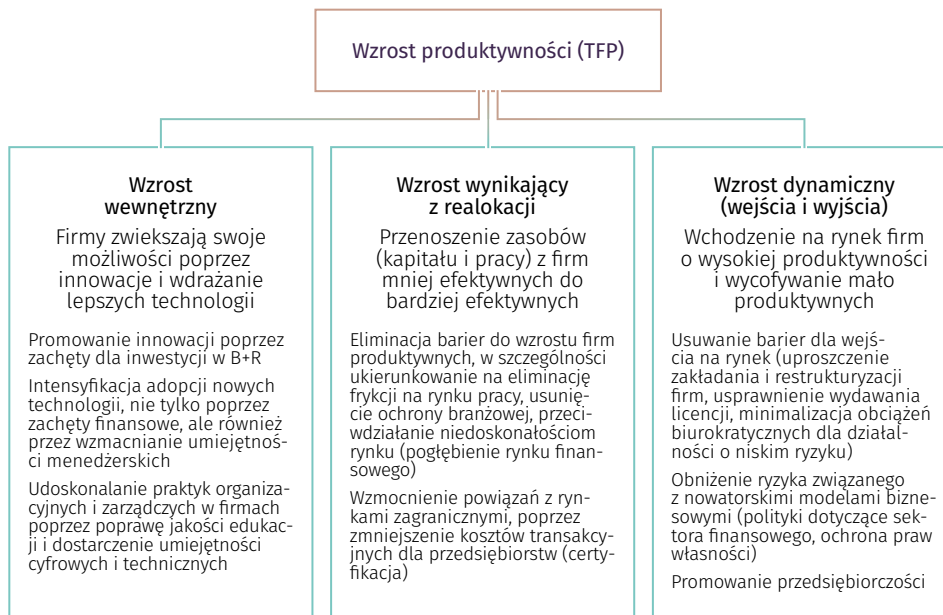 Wzrost produktywności (TFP)
Wzrost
wewnętrzny
Firmy zwiekszają swoje
możliwości poprzez
innowacje i wdrażanie
lepszych technologii
Promowanie innowacji poprzez
zachęty dla inwestycji w B+R
Intensyfikacja adopcji nowych
technologii, nie tylko poprzez
zachęty finansowe, ale również
przez wzmacnianie umiejętnoś-
ci menedżerskich
Udoskonalanie praktyk organiza-
cyjnych i zarządczych w firmach
poprzez poprawę jakości edukac-
ji i dostarczenie umiejętności
cyfrowych i technicznych
Wzrost wynikający
z realokacji
Przenoszenie zasobów
(kapitału i pracy) z firm
mniej efektywnych do
bardziej efektywnych
Eliminacja barier do wzrostu firm
produktywnych, w szczególności
ukierunkowanie na eliminację
frykcji na rynku pracy, usunię-
cie ochrony branżowej, przeci-
wdziałanie niedoskonałościom
rynku (pogłębienie rynku finan-
sowego)
Wzmocnienie powiązań z ryn-
kami zagranicznymi, poprzez
zmniejszenie kosztów transakcy-
jnych dla przedsiębiorstw (certy-
fikacja)
Wzrost dynamiczny
(wejścia i wyjścia)
Wchodzenie na rynek firm
o wysokiej produktywności
i wycofywanie mało
produktywnych
Usuwanie barier dla wejś-
cia na rynek (uproszczenie
zakładania i restrukturyzacji
firm, usprawnienie wydawania
licencji, minimalizacja obciążeń
biurokratycznych dla działal-
ności o niskim ryzyku)
Obniżenie ryzyka związanego
z nowatorskimi modelami bizne-
sowymi (polityki dotyczące sek-
tora finansowego, ochrona praw
własności)
Promowanie przedsiębiorczości